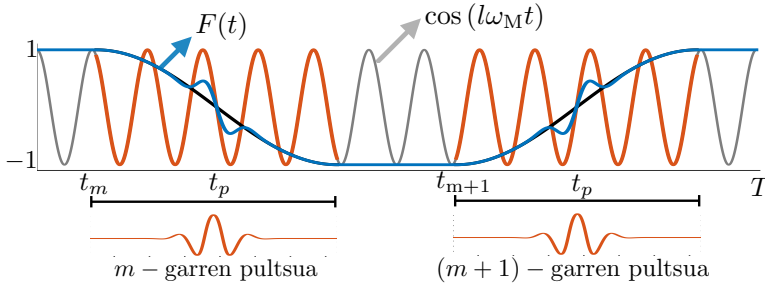 F(t)
cos (lω_M t)
1
−1
t_m
t_p
t_{m+1}
t_p
T
m − garren pultsua
(m + 1) − garren pultsua